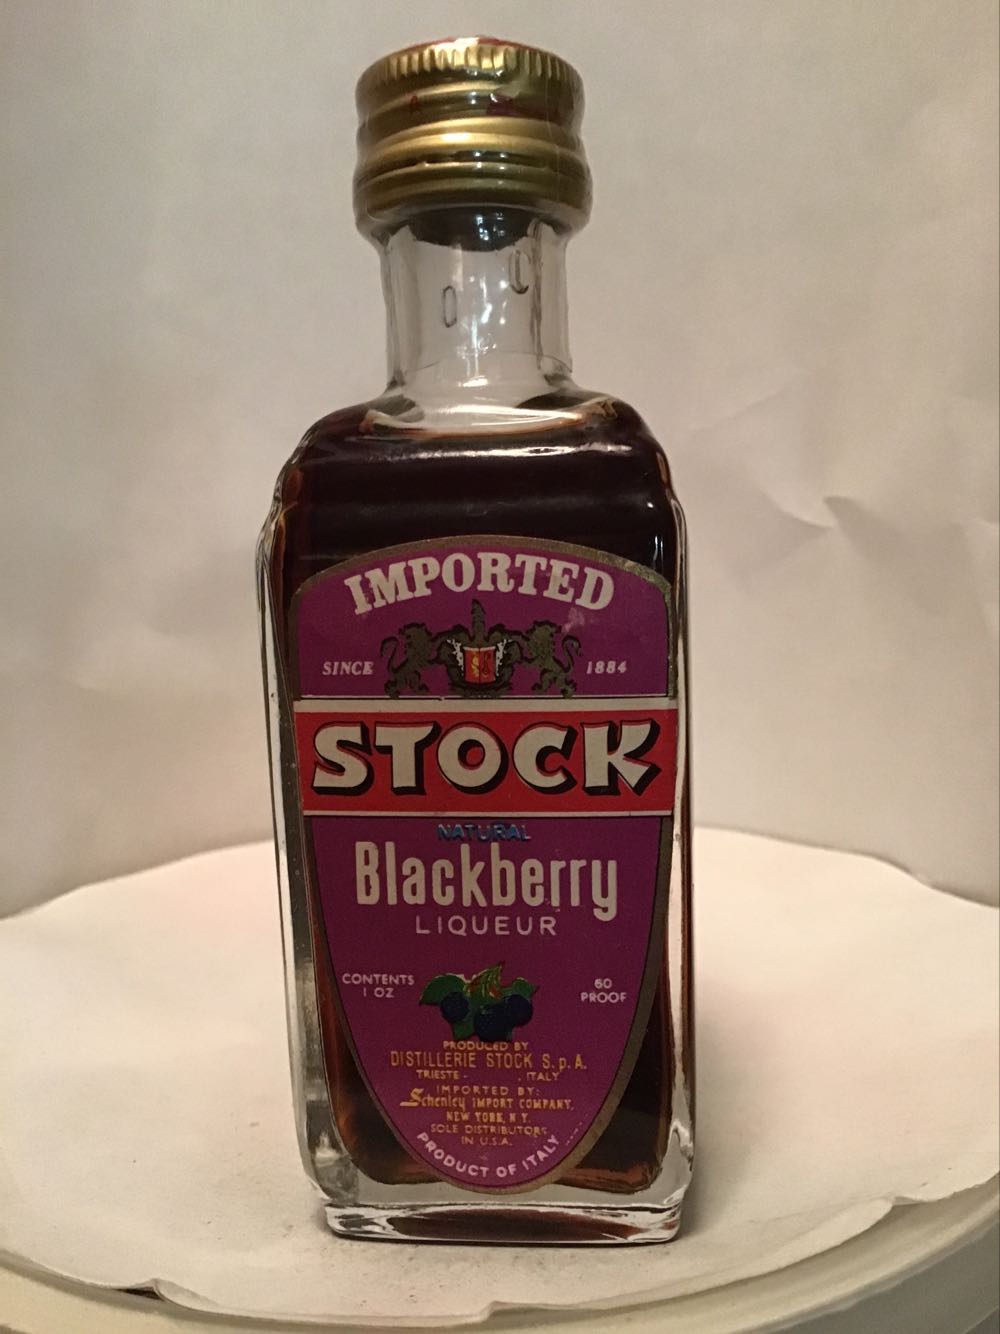 IMPORTED
SINCE 1884
STOCK
NATURAL
Blackberry
LIQUEUR
CONTENTS
1 OZ
60
PROOF
PRODUCED BY
DISTILLERIE STOCK S.p.A.
TRIESTE - ITALY
IMPORTED BY:
Schenley IMPORT COMPANY,
NEW YORK, N.Y.
SOLE DISTRIBUTORS
IN U.S.A.
PRODUCT OF ITALY